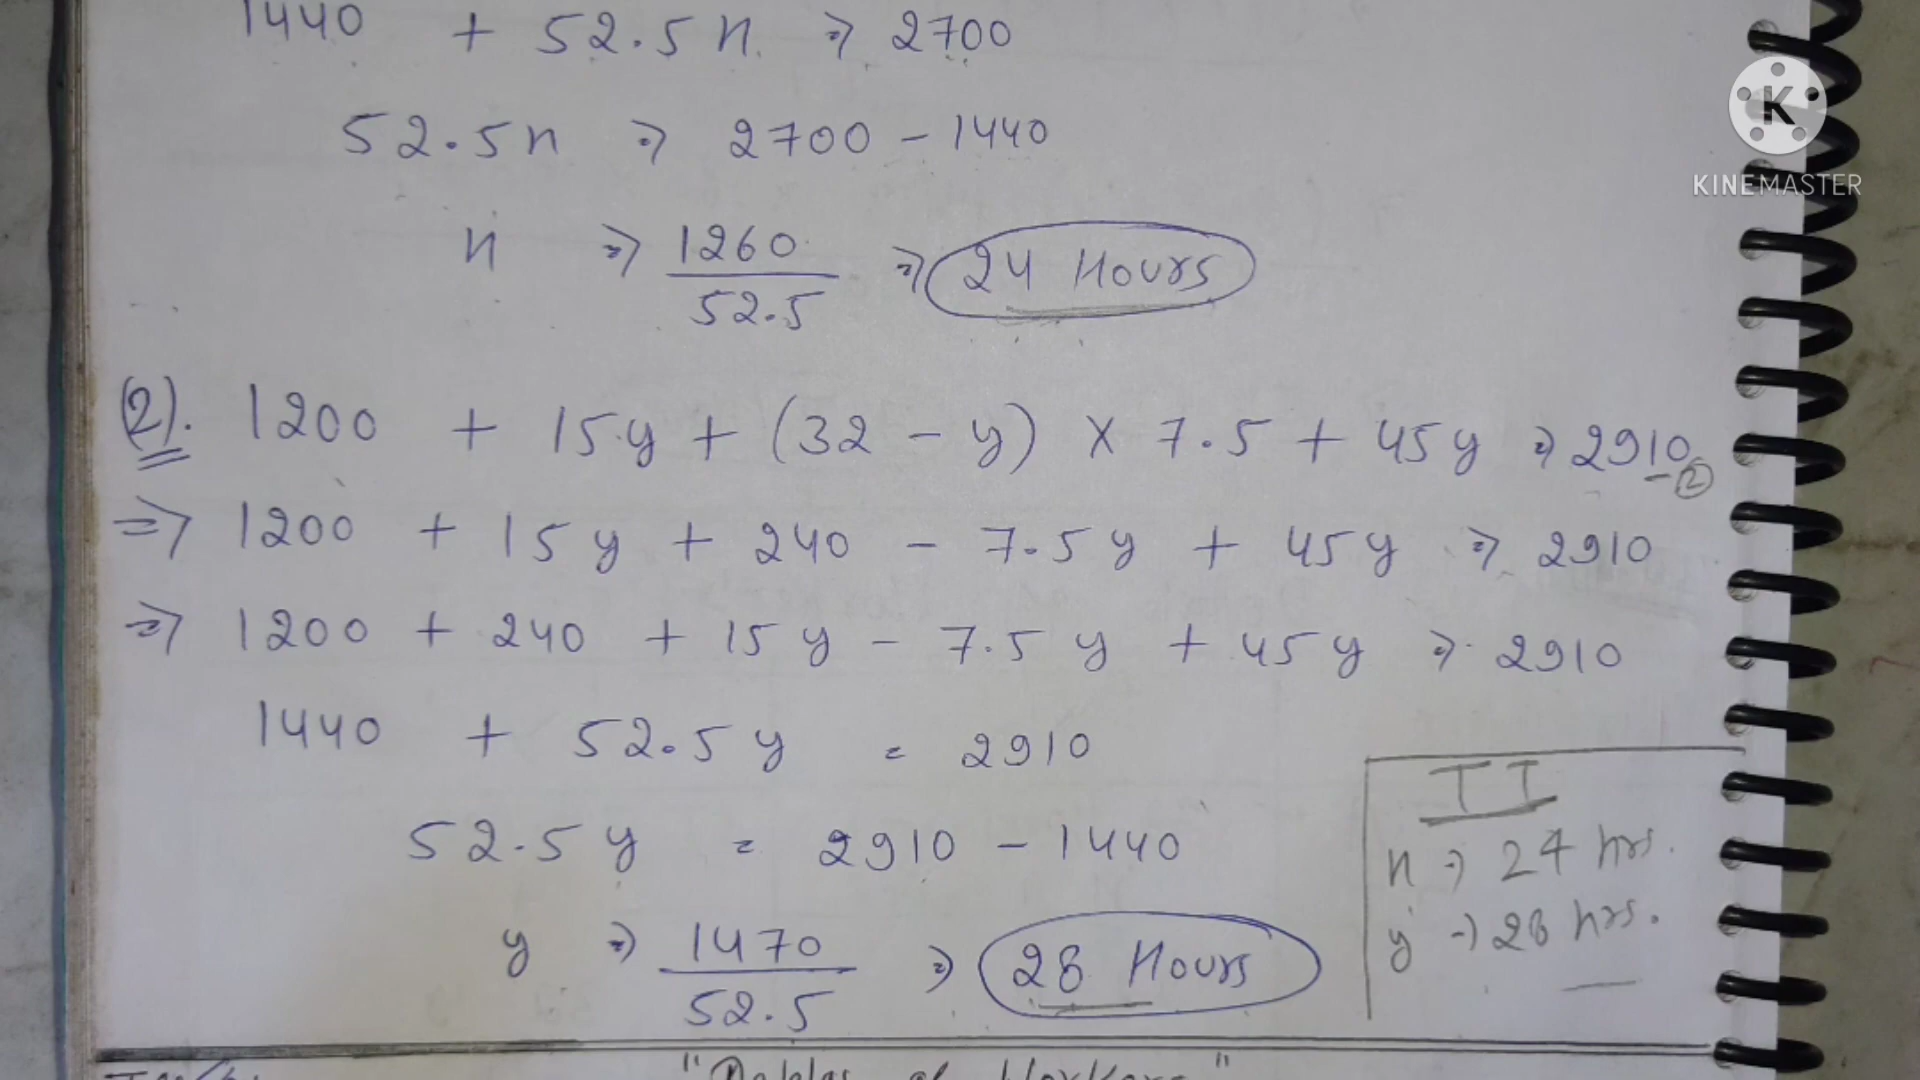 1440 + 52.5n ⇒ 2700
52.5n ⇒ 2700 - 1440
n ⇒ 1260/52.5 ⇒ 24 Hours
(2). 1200 + 15y + (32 - y) × 7.5 + 45y ⇒ 2910 -②
⇒ 1200 + 15y + 240 - 7.5y + 45y ⇒ 2910
⇒ 1200 + 240 + 15y - 7.5y + 45y ⇒ 2910
1440 + 52.5y = 2910
52.5y = 2910 - 1440
y ⇒ 1470/52.5 ⇒ 28 Hours
TT
n ⇒ 24 hrs.
y ⇒ 28 hrs.
K
KINEMASTER